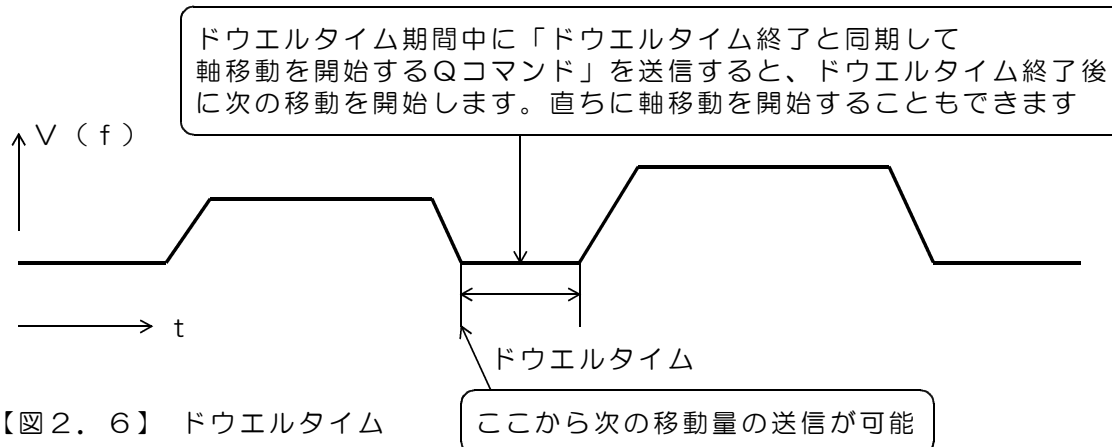 ドウエルタイム期間中に「ドウエルタイム終了と同期して
軸移動を開始するQコマンド」を送信すると、ドウエルタイム終了後
に次の移動を開始します。直ちに軸移動を開始することもできます
V(f)
t
ドウエルタイム
【図2.6】 ドウエルタイム
ここから次の移動量の送信が可能